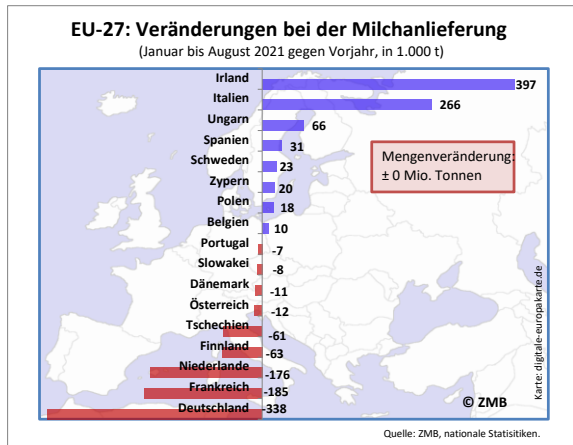 EU-27: Veränderungen bei der Milchanlieferung
(Januar bis August 2021 gegen Vorjahr, in 1.000 t)
Irland 397
Italien 266
Ungarn 66
Spanien 31
Schweden 23
Zypern 20
Polen 18
Belgien 10
Portugal -7
Slowakei -8
Dänemark -11
Österreich -12
Tschechien -61
Finnland -63
Niederlande -176
Frankreich -185
Deutschland -338
Mengenveränderung:
± 0 Mio. Tonnen
Karte: digitale-europakarte.de
© ZMB
Quelle: ZMB, nationale Statisitiken.